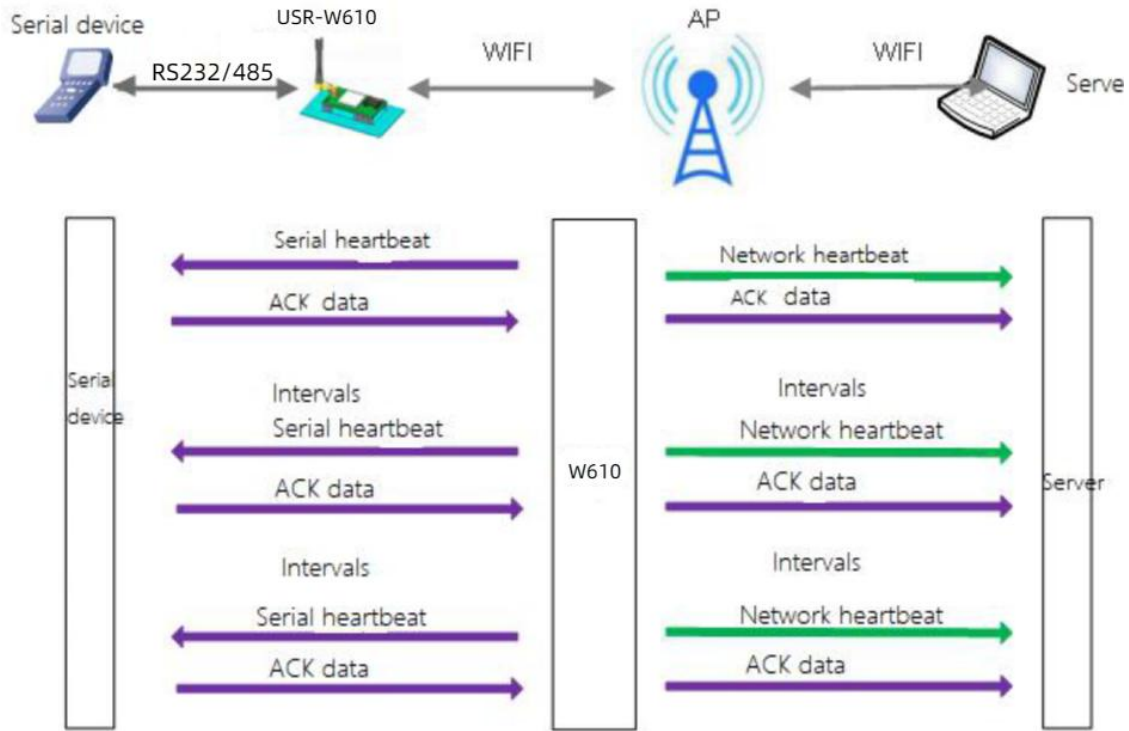 Serial device
USR-W610
AP
RS232/485
WIFI
WIFI
Serve
Serial heartbeat
Network heartbeat
ACK data
ACK data
Serial
device
Intervals
Intervals
Serial heartbeat
Network heartbeat
W610
ACK data
ACK data
Server
Intervals
Intervals
Serial heartbeat
Network heartbeat
ACK data
ACK data